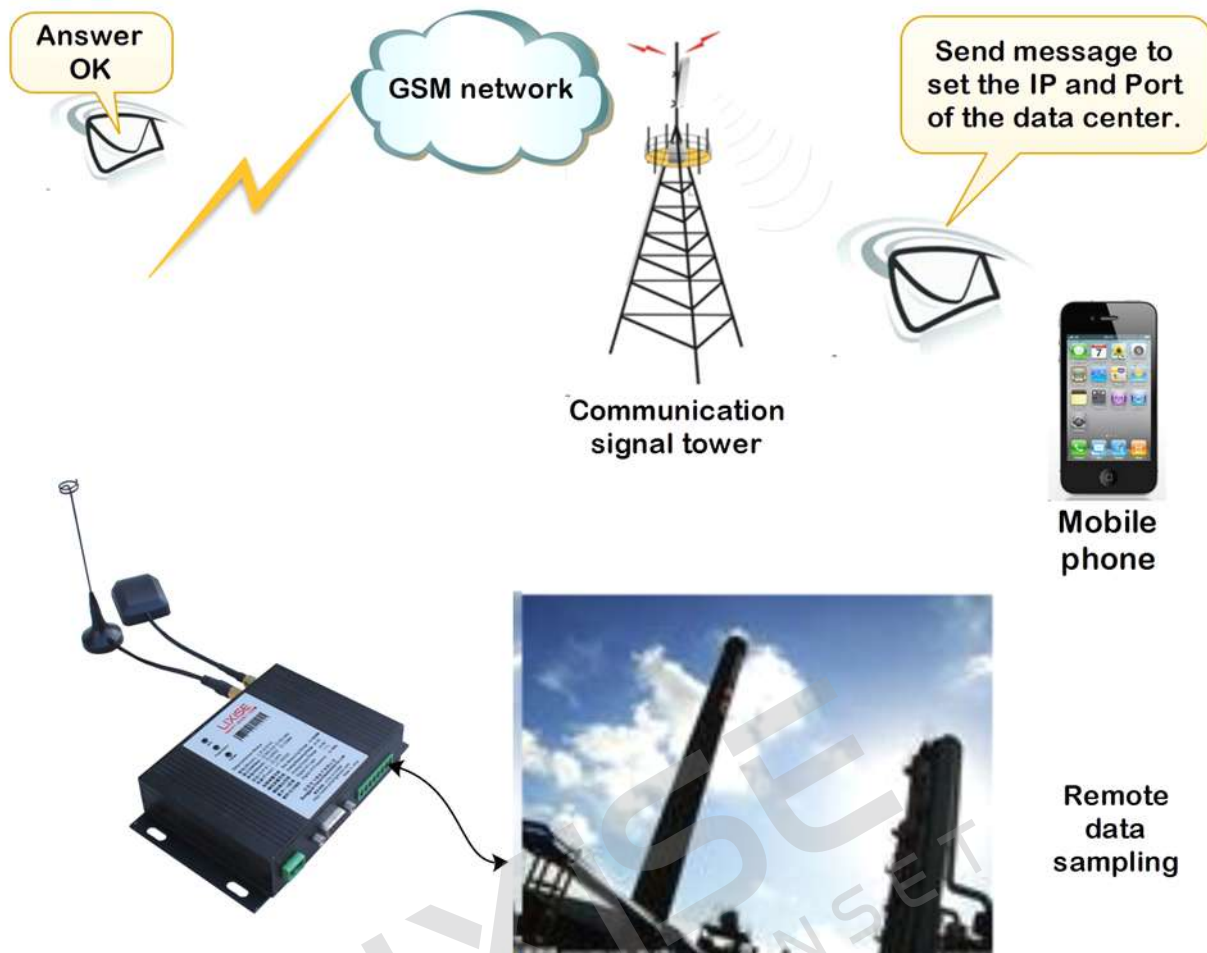 Answer
OK
GSM network
Send message to
set the IP and Port
of the data center.
Communication
signal tower
Mobile
phone
LIXISE
Remote
data
sampling